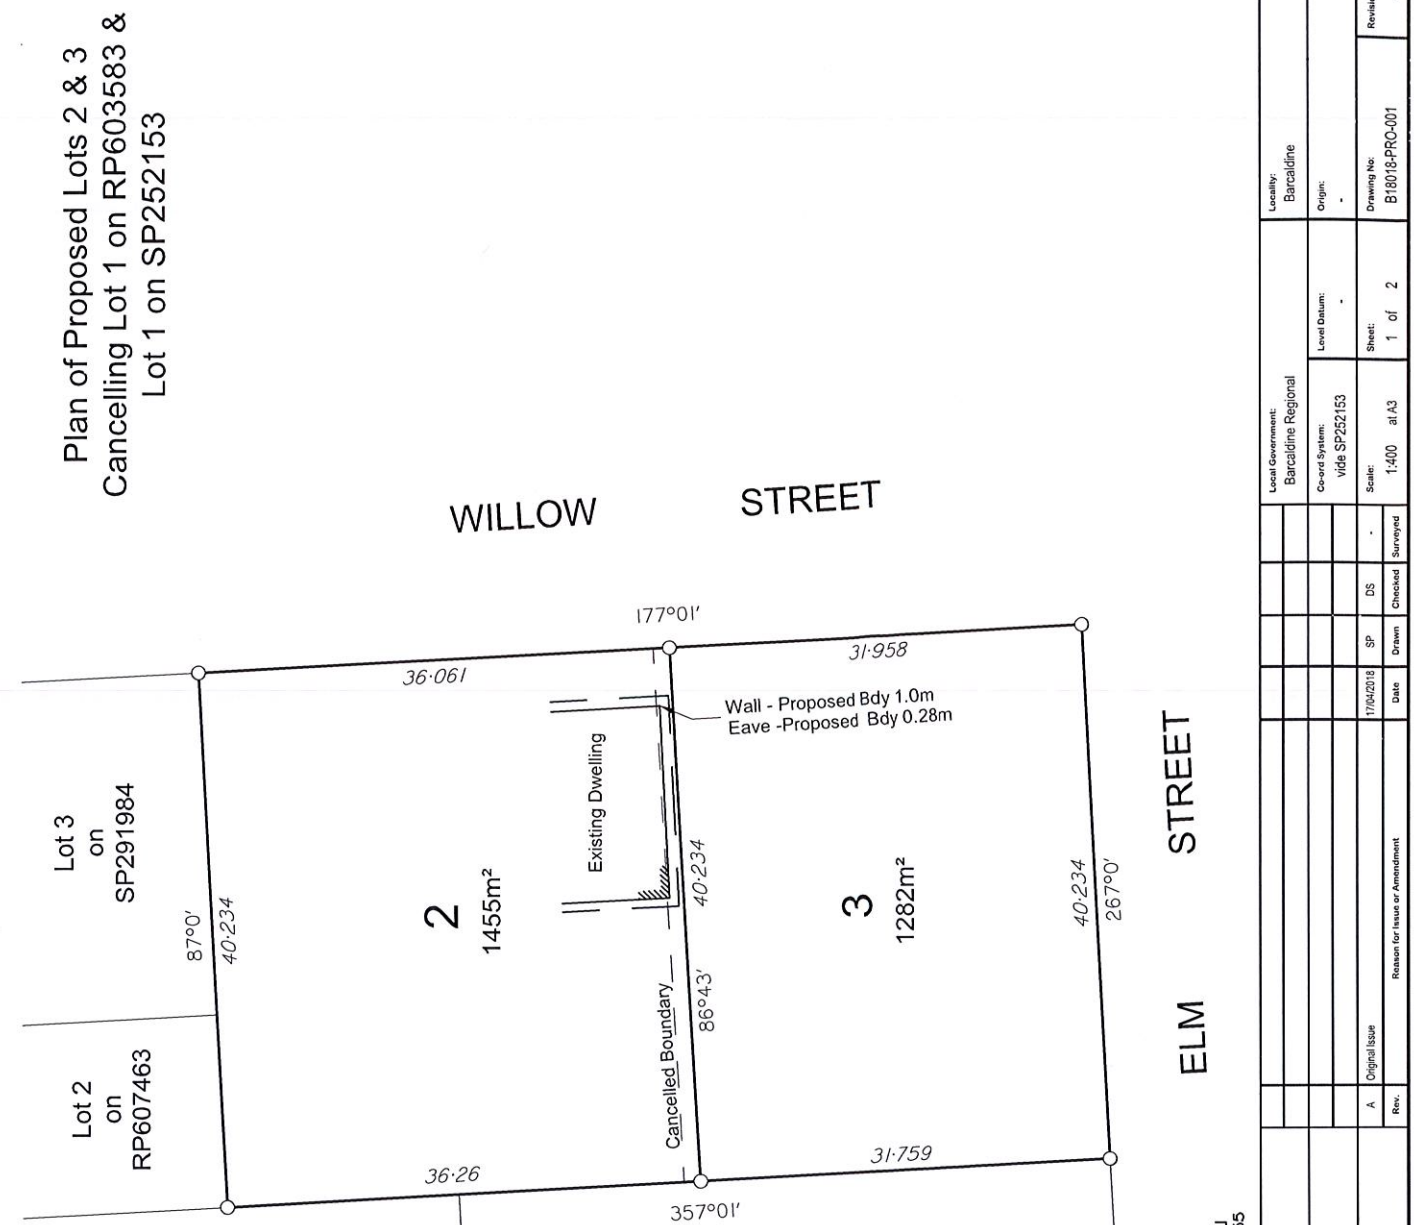 Plan of Proposed Lots 2 & 3
Cancelling Lot 1 on RP603583 &
Lot 1 on SP252153
WILLOW STREET
177°01'
36·061
31·958
Wall - Proposed Bdy 1.0m
Eave -Proposed Bdy 0.28m
Existing Dwelling
Lot 3
on
SP291984
87°0'
40·234
2
1455m²
40·234
86°43'
Cancelled Boundary
3
1282m²
40·234
267°0'
ELM STREET
Lot 2
on
RP607463
36·26
31·759
357°01'
Locality:
Barcaldine
Origin:
-
Drawing No:
B18018-PRO-001
Local Government:
Barcaldine Regional
Level Datum:
-
Co-ord System:
vide SP252153
Sheet:
1 of 2
Scale:
1:400 at A3
A Original Issue 17/04/2018 SP DS -
Rev. Reason for Issue or Amendment Date Drawn Checked Surveyed